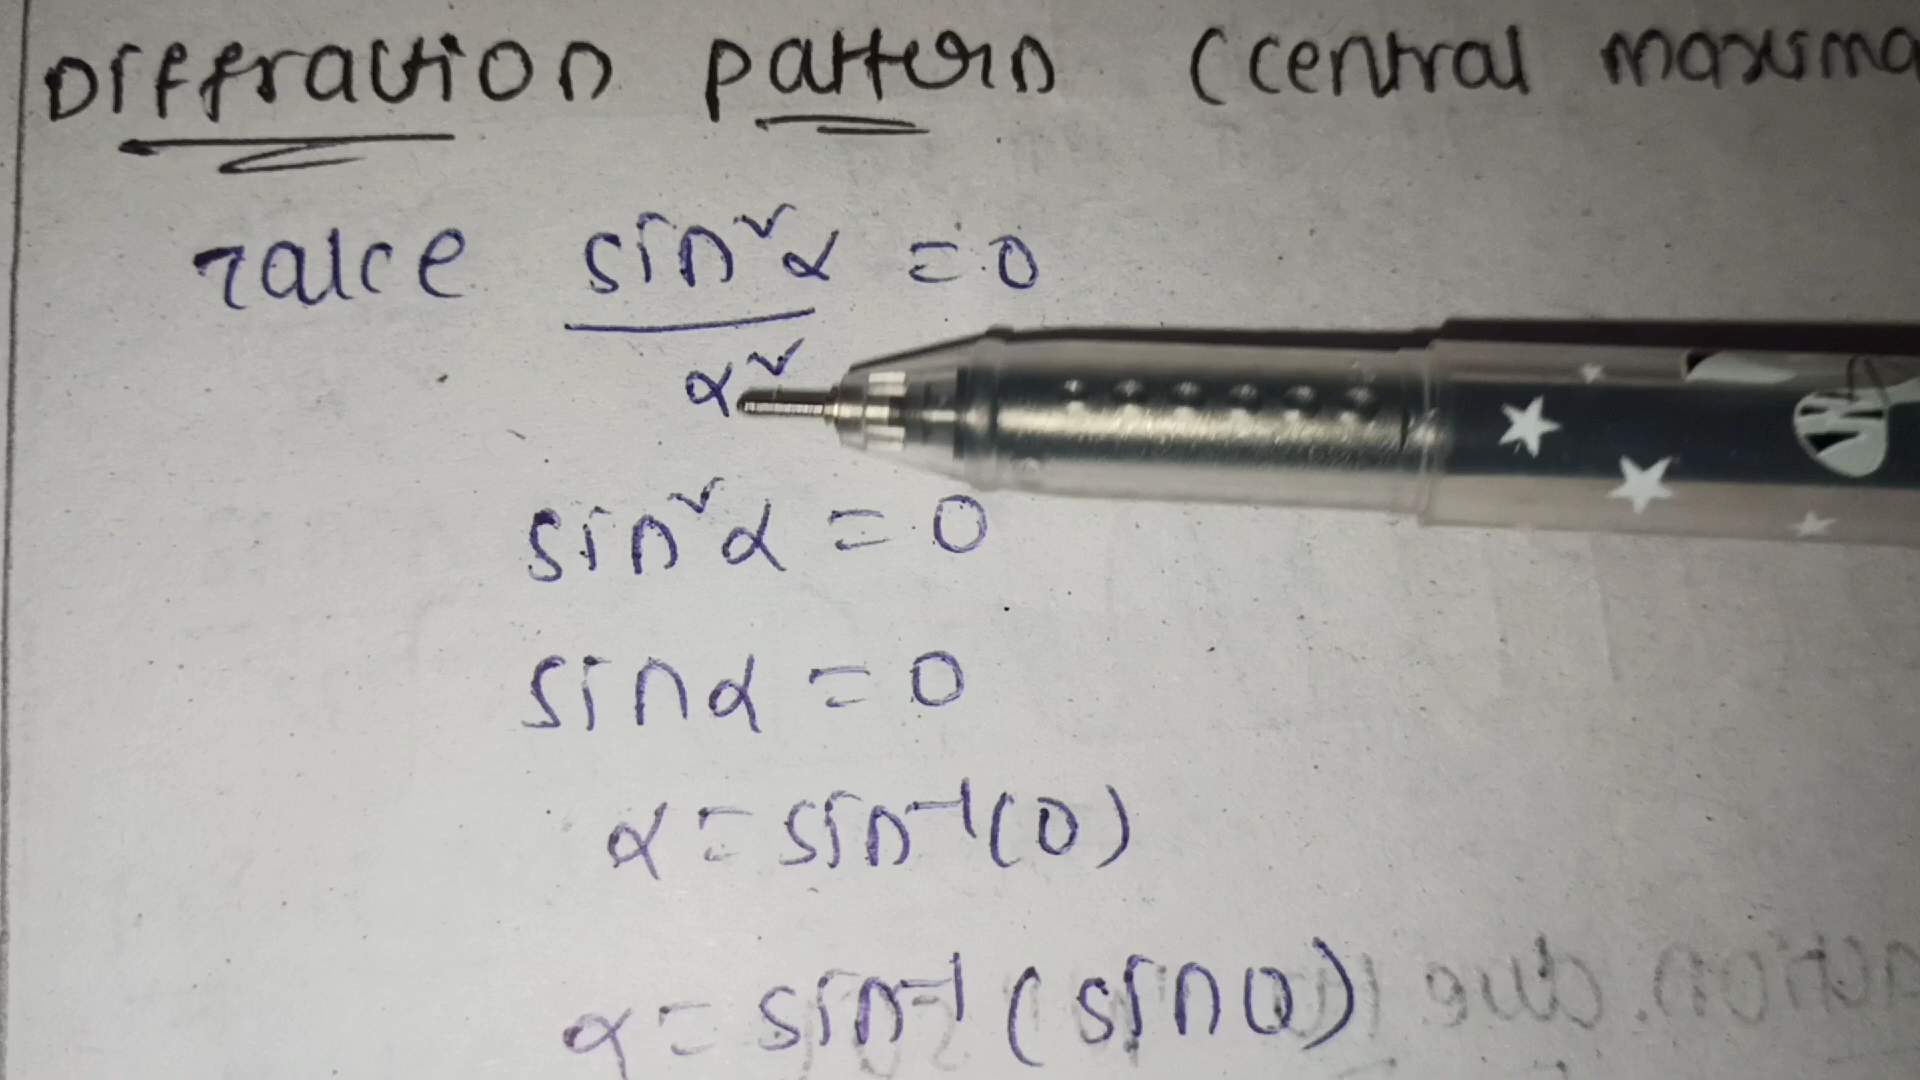 Diffraction pattern (central maxima
Take sin²α = 0
α²
sin²α = 0
sinα = 0
α = sin⁻¹(0)
α = sin⁻¹(sin0)